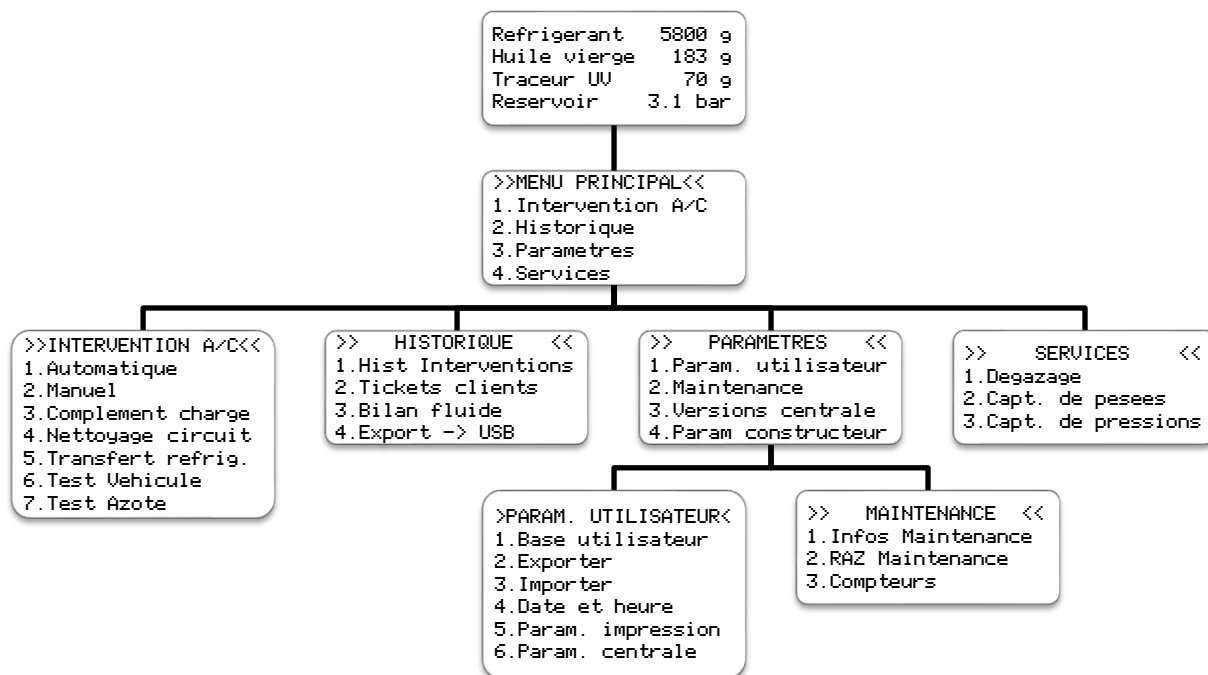 Refrigerant 5800 g
Huile vierge 183 g
Traceur UV 70 g
Reservoir 3.1 bar
>>MENU PRINCIPAL<<
1.Intervention A/C
2.Historique
3.Parametres
4.Services
>>INTERVENTION A/C<<
1.Automatique
2.Manuel
3.Complement charge
4.Nettoyage circuit
5.Transfert refrig.
6.Test Vehicule
7.Test Azote
>> HISTORIQUE <<
1.Hist Interventions
2.Tickets clients
3.Bilan fluide
4.Export -> USB
>> PARAMETRES <<
1.Param. utilisateur
2.Maintenance
3.Versions centrale
4.Param constructeur
>> SERVICES <<
1.Degazage
2.Capt. de pesees
3.Capt. de pressions
>PARAM. UTILISATEUR<
1.Base utilisateur
2.Exporter
3.Importer
4.Date et heure
5.Param. impression
6.Param. centrale
>> MAINTENANCE <<
1.Infos Maintenance
2.RAZ Maintenance
3.Compteurs